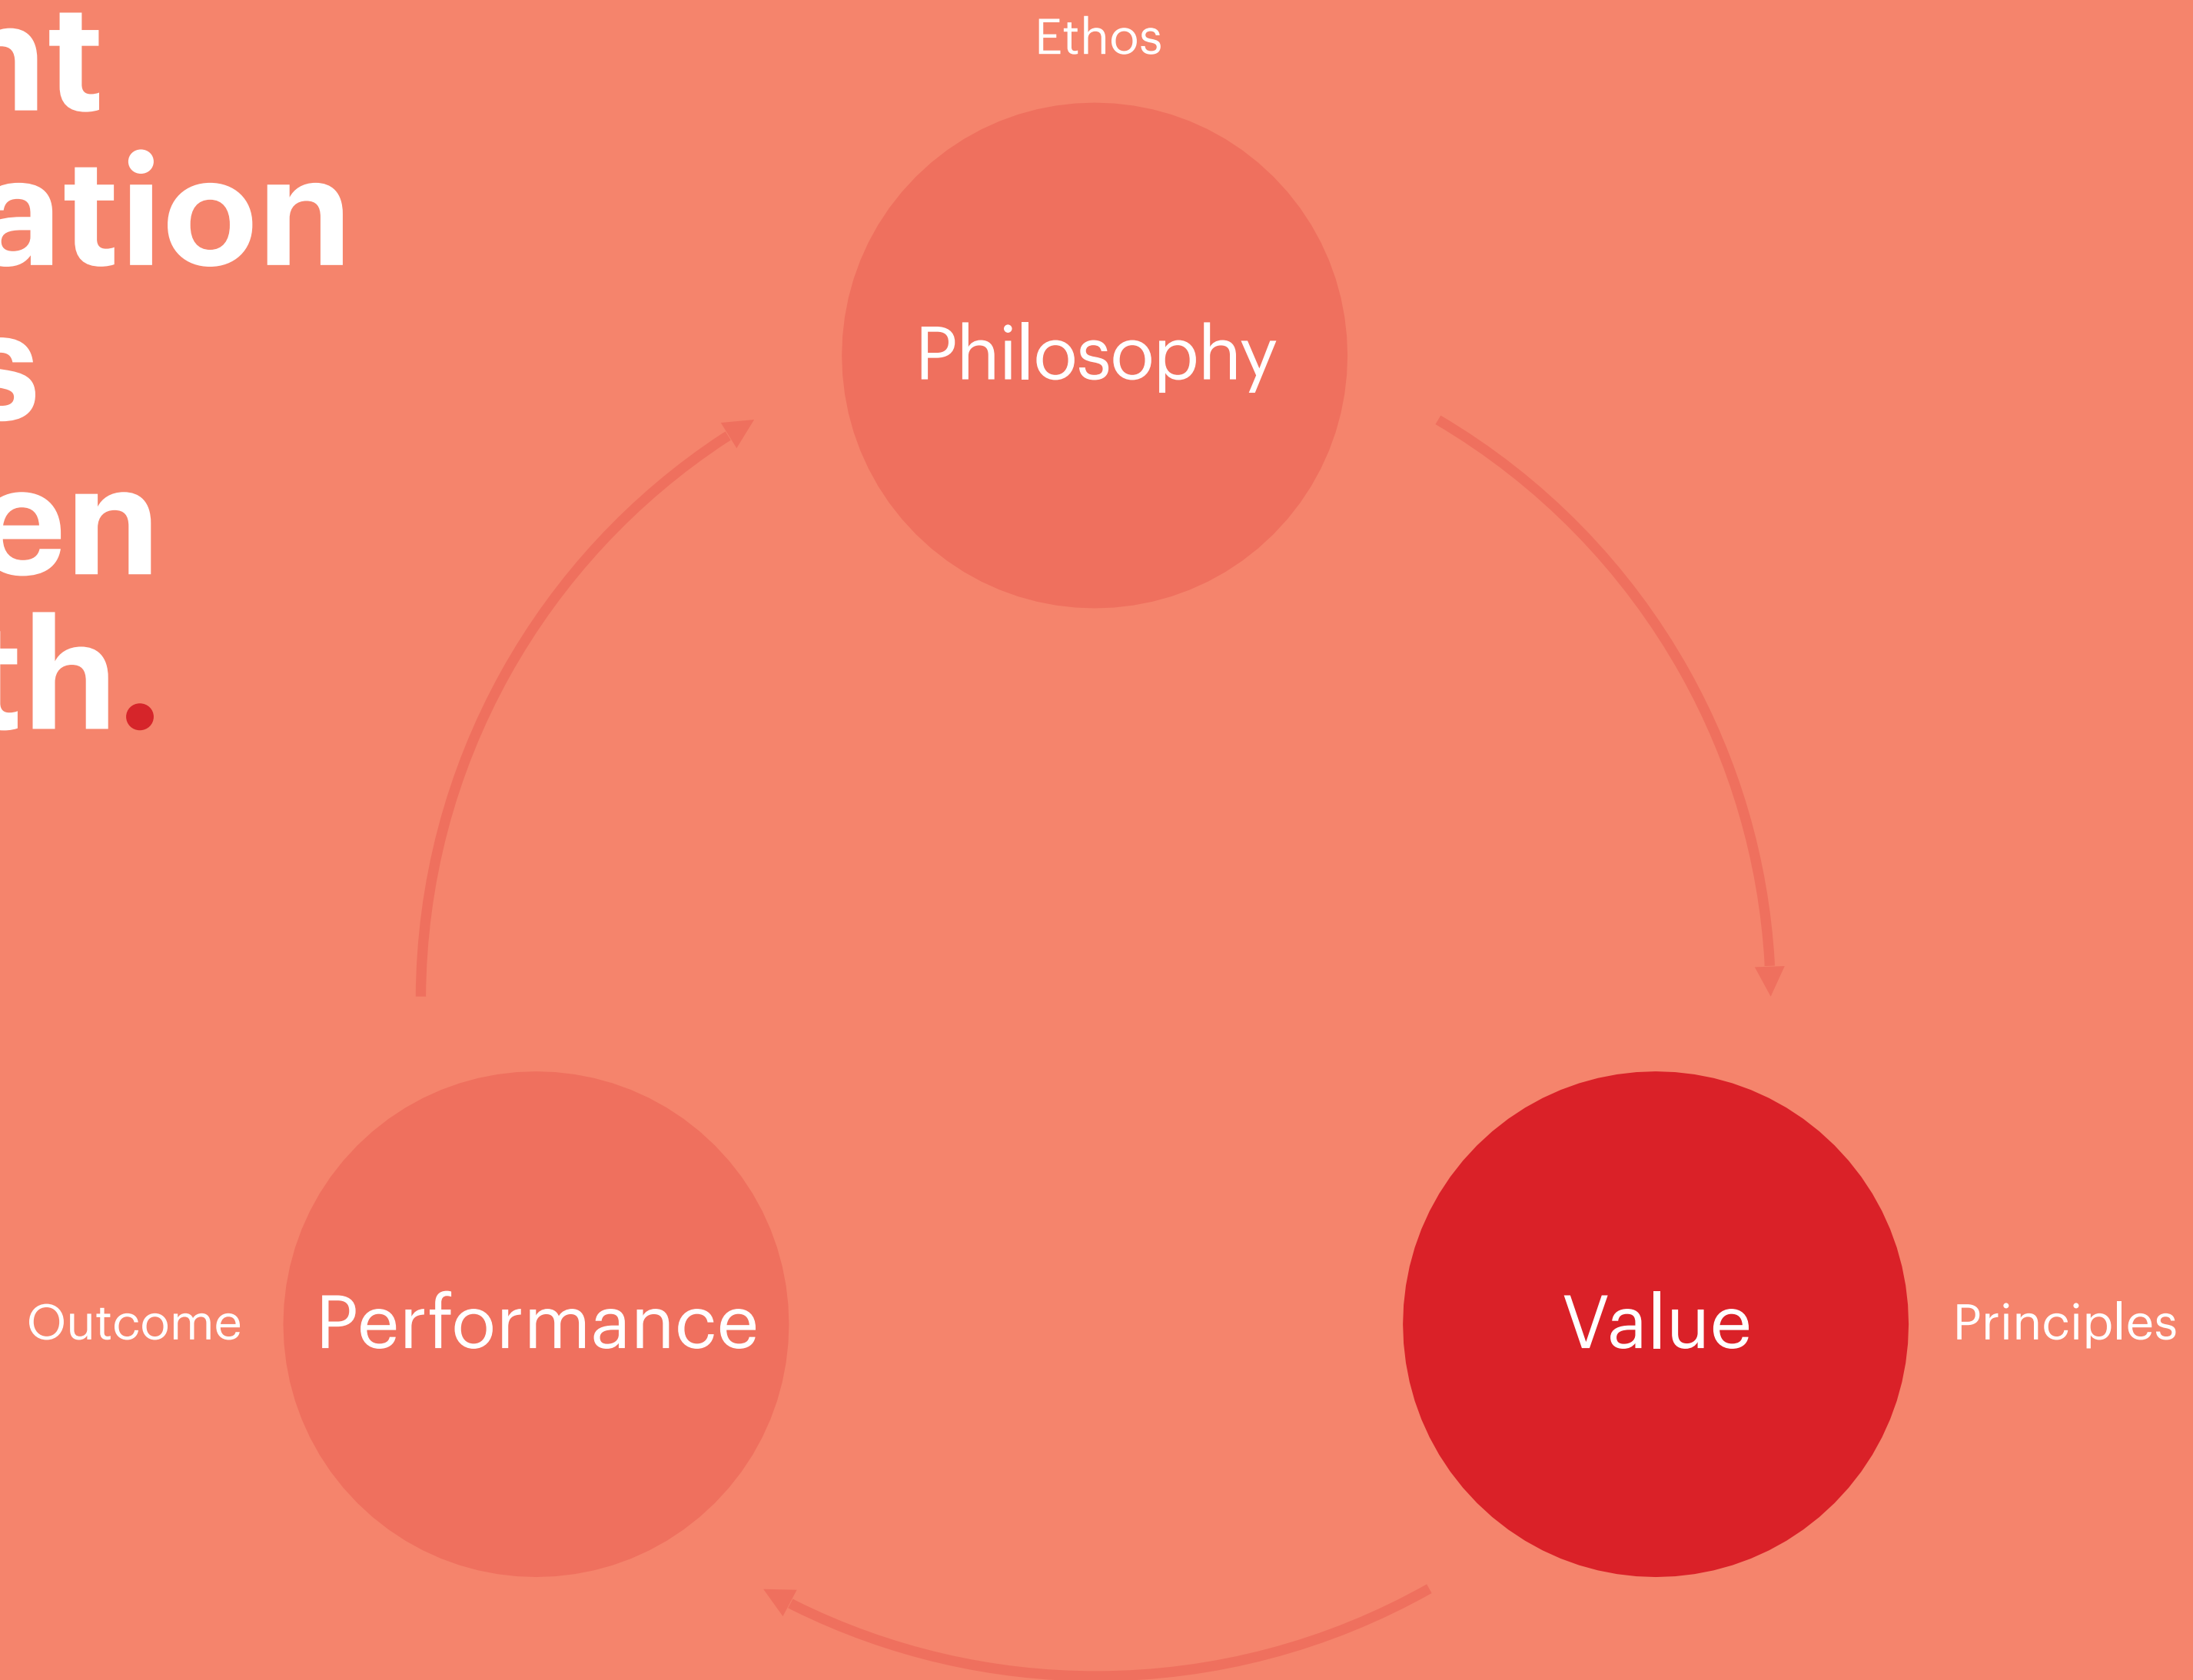 nt
ation
s
en
th.
Ethos
Philosophy
Outcome
Performance
Value
Principles